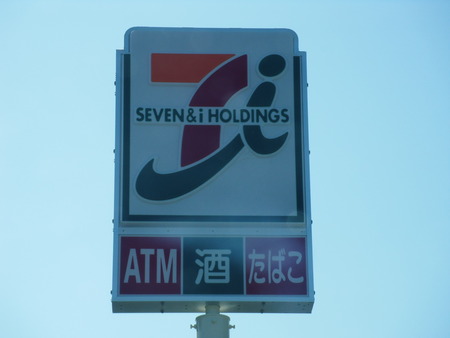 SEVEN&i HOLDINGS
ATM 酒 たばこ